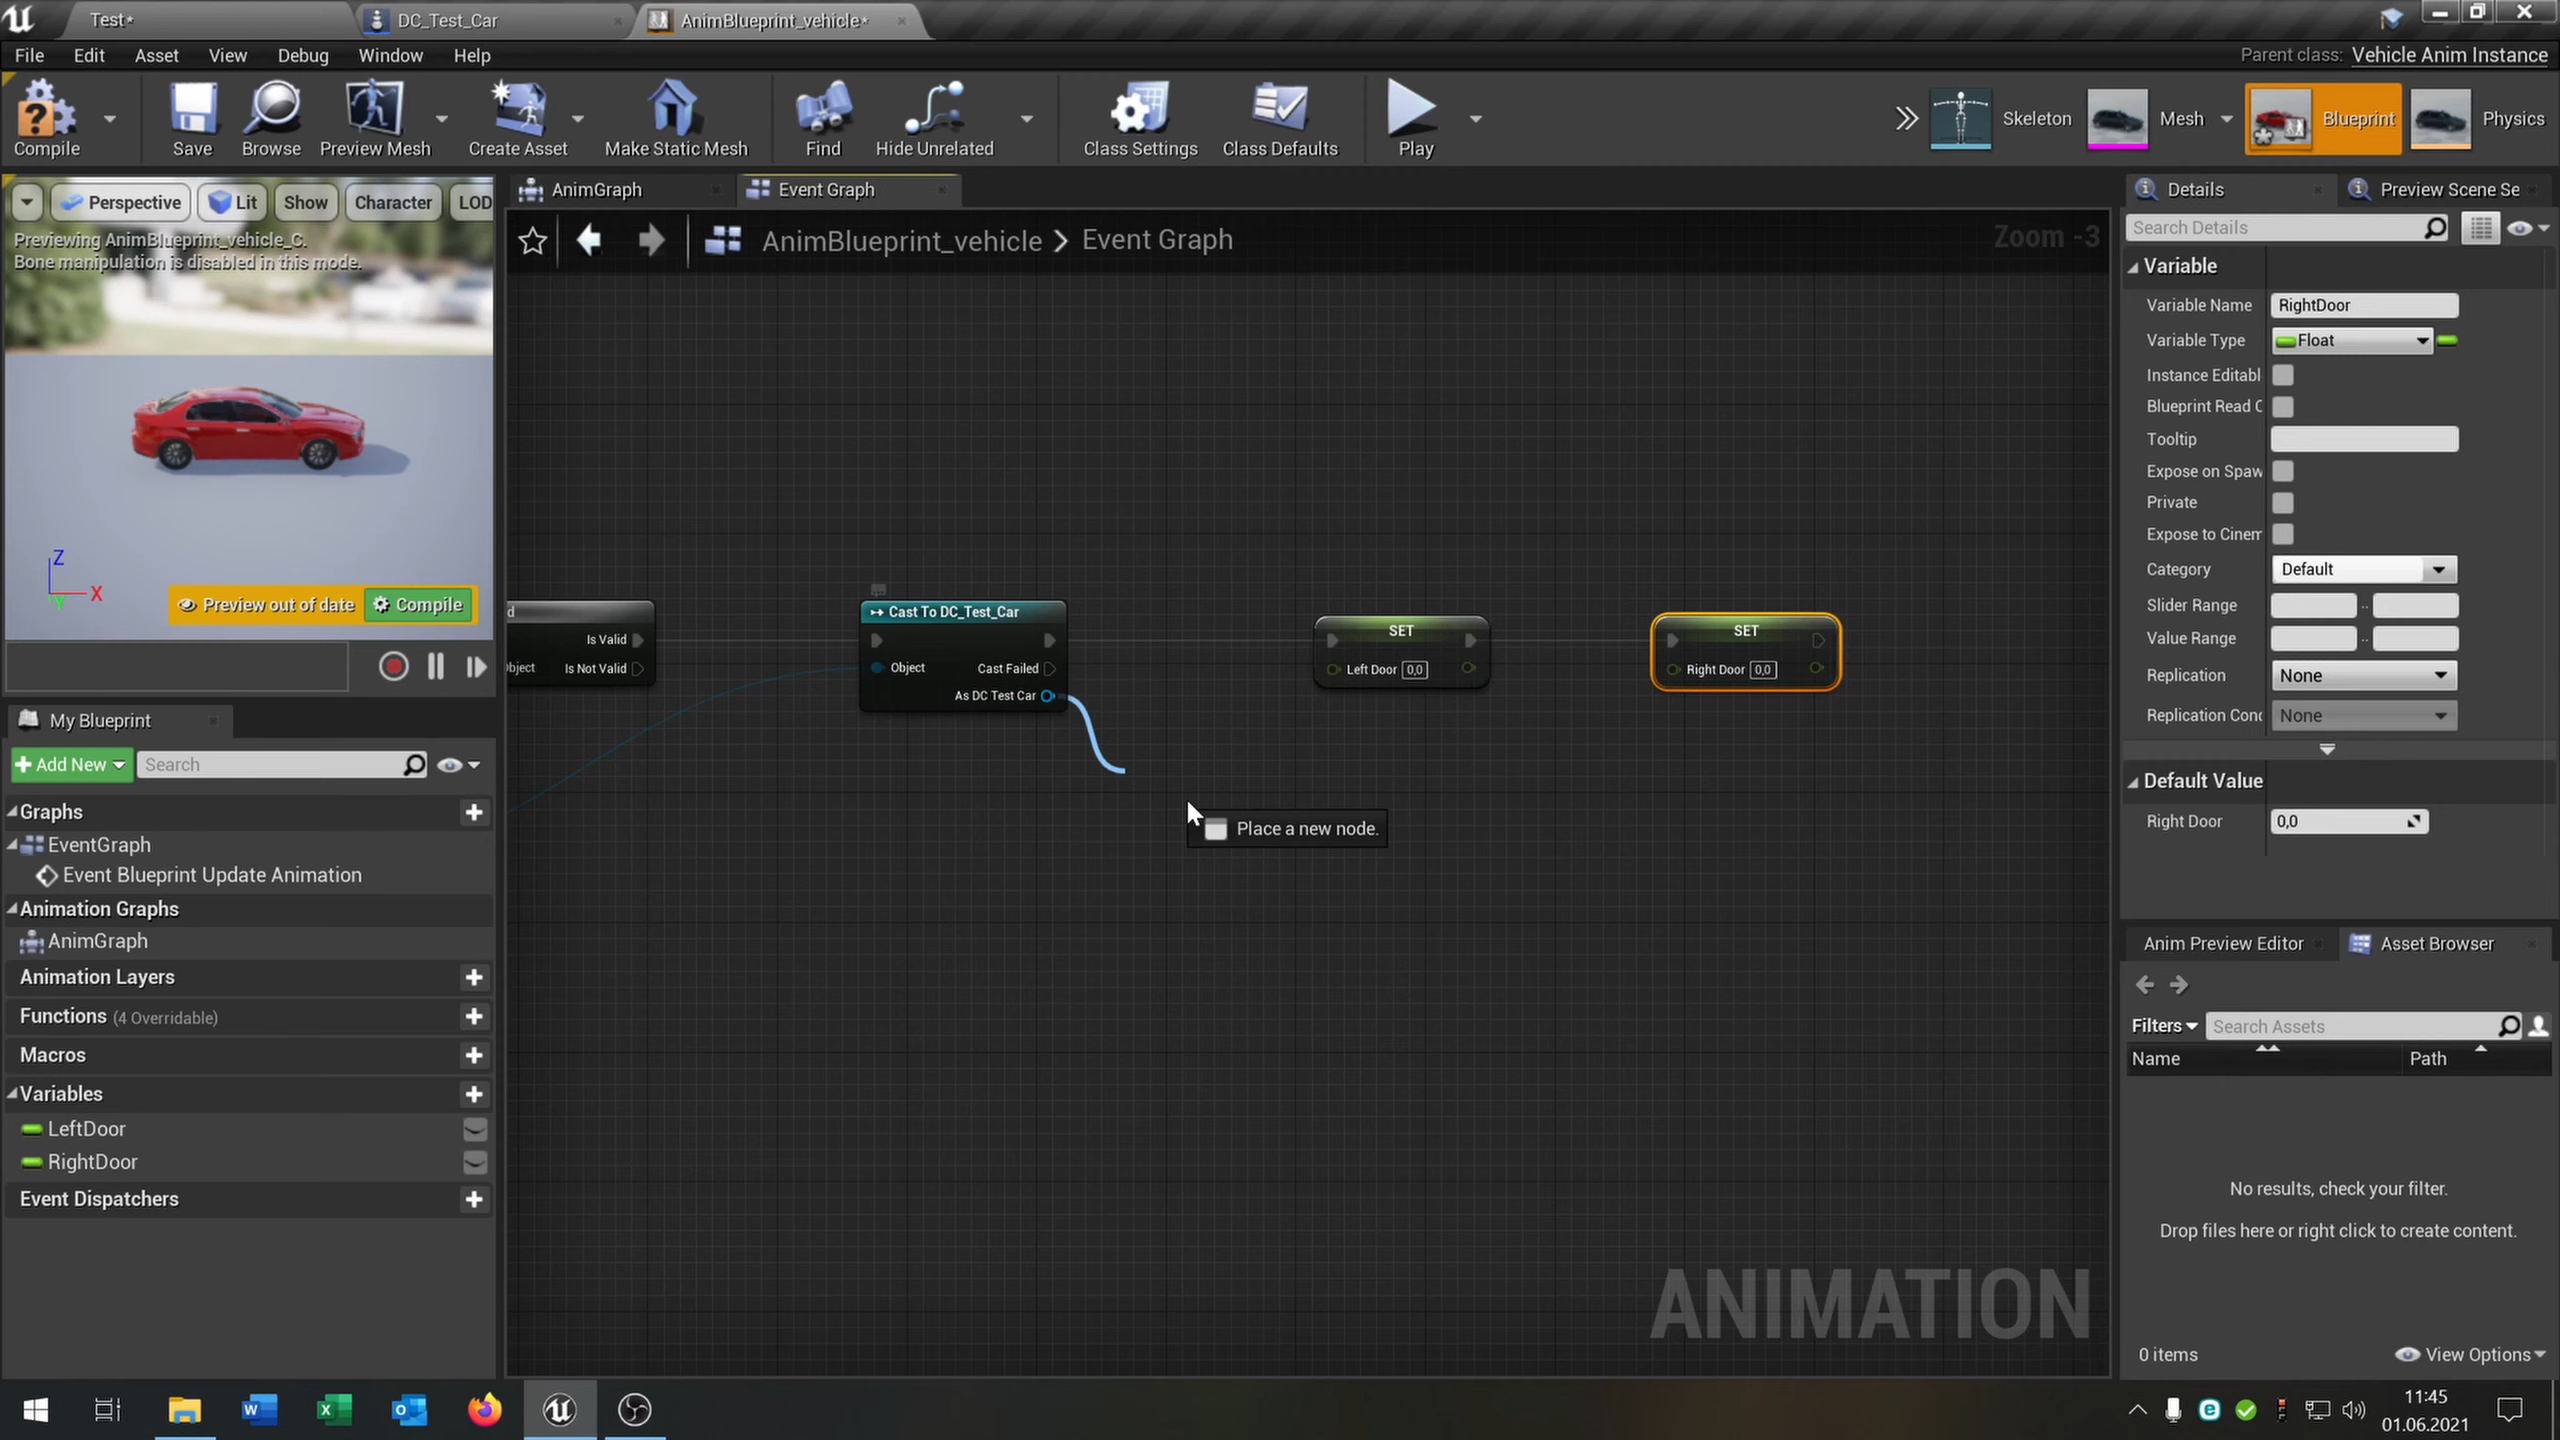 Test*
DC_Test_Car
AnimBlueprint_vehicle*
File
Edit
Asset
View
Debug
Window
Help
Parent class: Vehicle Anim Instance
Compile
Save
Browse
Preview Mesh
Create Asset
Make Static Mesh
Find
Hide Unrelated
Class Settings
Class Defaults
Play
Skeleton
Mesh
Blueprint
Physics
Perspective
Lit
Show
Character
LOD
Previewing AnimBlueprint_vehicle_C.
Bone manipulation is disabled in this mode.
Z
X
Y
Preview out of date
Compile
My Blueprint
Add New
Search
Graphs
EventGraph
Event Blueprint Update Animation
Animation Graphs
AnimGraph
Animation Layers
Functions (4 Overridable)
Macros
Variables
LeftDoor
RightDoor
Event Dispatchers
AnimGraph
Event Graph
AnimBlueprint_vehicle > Event Graph
Zoom -3
d
Is Valid
Object
Is Not Valid
Cast To DC_Test_Car
Object
Cast Failed
As DC Test Car
SET
Left Door 0,0
SET
Right Door 0,0
Place a new node.
ANIMATION
Details
Preview Scene Se
Search Details
Variable
Variable Name
RightDoor
Variable Type
Float
Instance Editabl
Blueprint Read C
Tooltip
Expose on Spaw
Private
Expose to Cinem
Category
Default
Slider Range
Value Range
Replication
None
Replication Conc
None
Default Value
Right Door
0,0
Anim Preview Editor
Asset Browser
Filters
Search Assets
Name
Path
No results, check your filter.
Drop files here or right click to create content.
0 items
View Options
11:45
01.06.2021